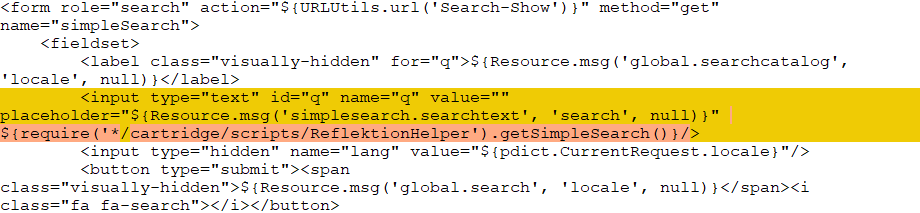 <form role="search" action="${URLUtils.url('Search-Show')}" method="get"
name="simpleSearch">
    <fieldset>
        <label class="visually-hidden" for="q">${Resource.msg('global.searchcatalog',
'locale', null)}</label>
        <input type="text" id="q" name="q" value=""
placeholder="${Resource.msg('simplesearch.searchtext', 'search', null)}"
${require('*/cartridge/scripts/ReflektionHelper').getSimpleSearch()}/>
        <input type="hidden" name="lang" value="${pdict.CurrentRequest.locale}"/>
        <button type="submit"><span
class="visually-hidden">${Resource.msg('global.search', 'locale', null)}</span><i
class="fa fa-search"></i></button>